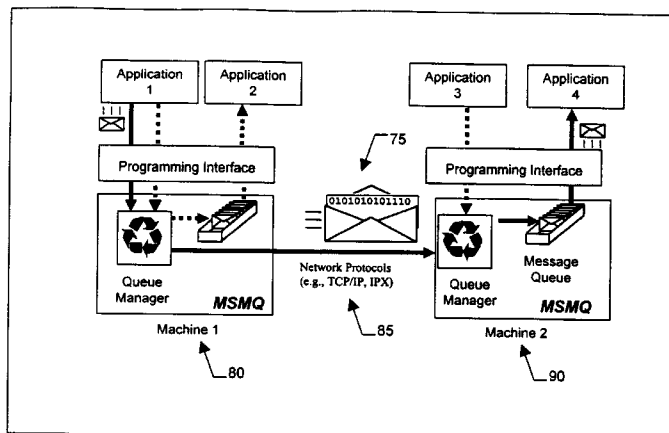 Application
1
Application
2
Application
3
Application
4
75
Programming Interface
Programming Interface
0101010101110
Network Protocols
(e.g., TCP/IP, IPX)
Queue
Manager
MSMQ
Queue
Manager
Message
Queue
MSMQ
Machine 1
85
Machine 2
80
90